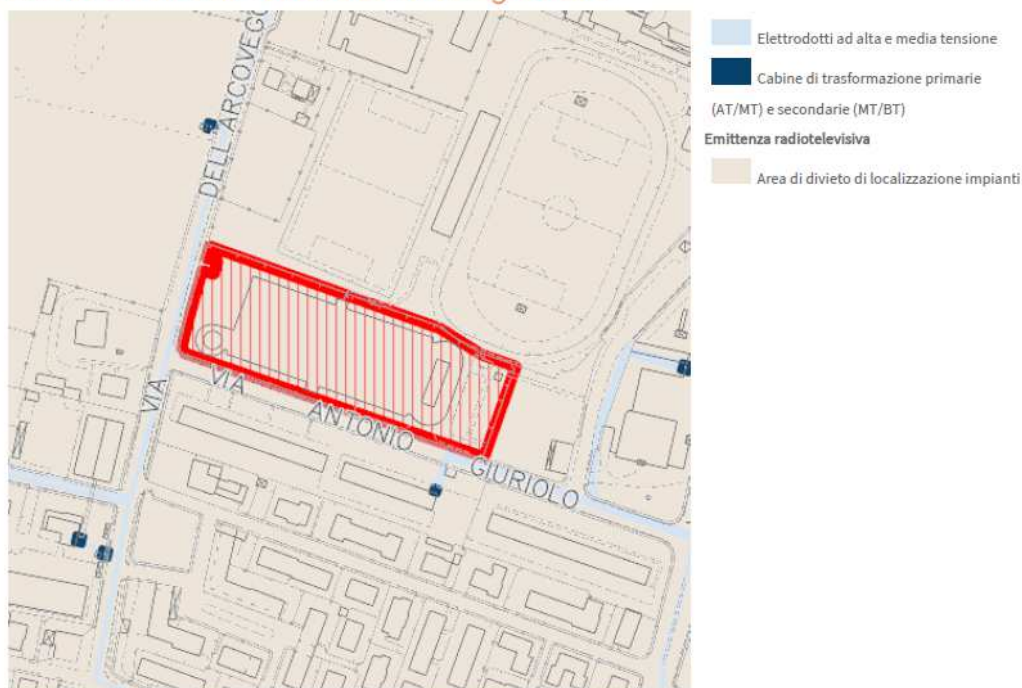 VIA DELL'ARCOVEGGIO
VIA ANTONIO GIURIOLO
Elettrodotti ad alta e media tensione
Cabine di trasformazione primarie
(AT/MT) e secondarie (MT/BT)
Emittenza radiotelevisiva
Area di divieto di localizzazione impianti